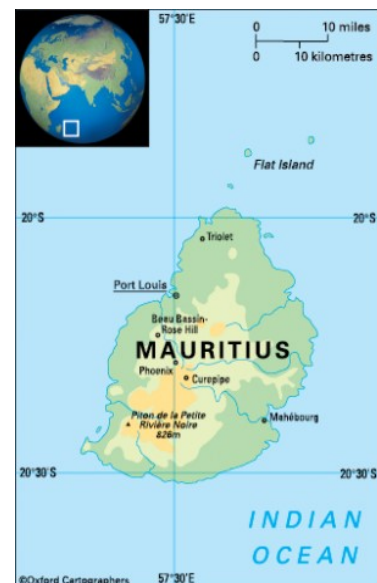 57°30'E
0 10 miles
0 10 kilometres
Flat Island
20°S 20°S
Triolet
Port Louis
Beau Bassin-
Rose Hill
MAURITIUS
Phoenix
Curepipe
Piton de la Petite
Rivière Noire
826m
Mahébourg
20°30'S 20°30'S
INDIAN
OCEAN
©Oxford Cartographers 57°30'E